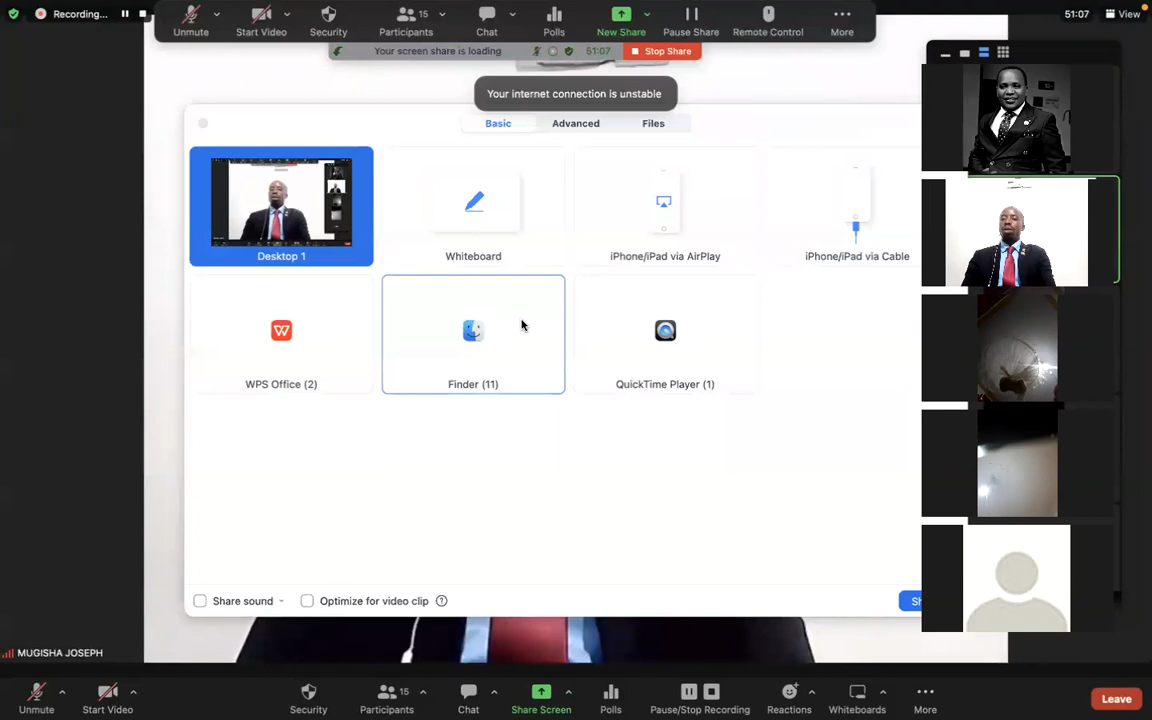 Recording...
51:07
View
Unmute
Start Video
Security
15
Participants
Chat
Polls
New Share
Pause Share
Remote Control
More
Your screen share is loading
51:07
Stop Share
Your internet connection is unstable
Basic
Advanced
Files
Desktop 1
Whiteboard
iPhone/iPad via AirPlay
iPhone/iPad via Cable
WPS Office (2)
Finder (11)
QuickTime Player (1)
Share sound
Optimize for video clip
MUGISHA JOSEPH
Unmute
Start Video
Security
15
Participants
Chat
Share Screen
Polls
Pause/Stop Recording
Reactions
Whiteboards
More
Leave